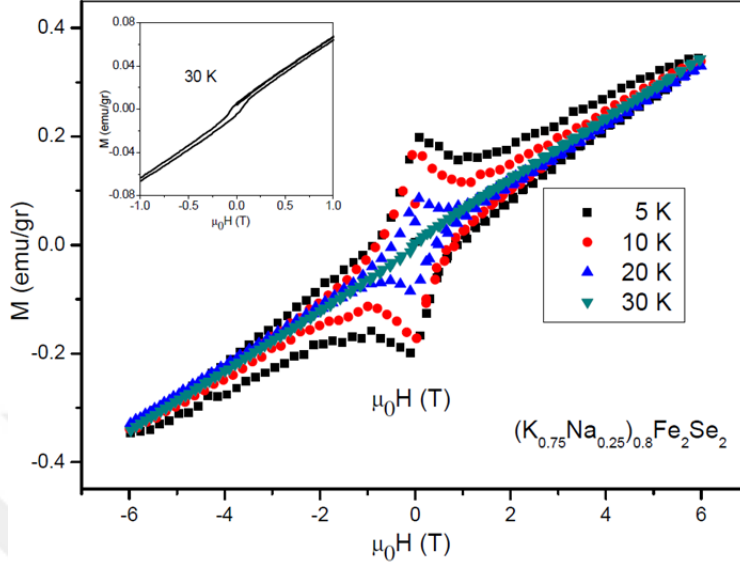 0.4
0.2
0.0
-0.2
-0.4
M (emu/gr)
-6
-4
-2
0
2
4
6
μ₀H (T)
0.08
0.04
0.00
-0.04
-0.08
M (emu/gr)
30 K
-1.0
-0.5
0.0
0.5
1.0
μ₀H (T)
5 K
10 K
20 K
30 K
μ₀H (T)
(K₀.₇₅Na₀.₂₅)₀.₈Fe₂Se₂